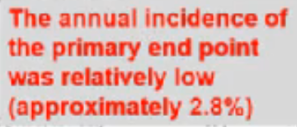 The annual incidence of
the primary end point
was relatively low
(approximately 2.8%)